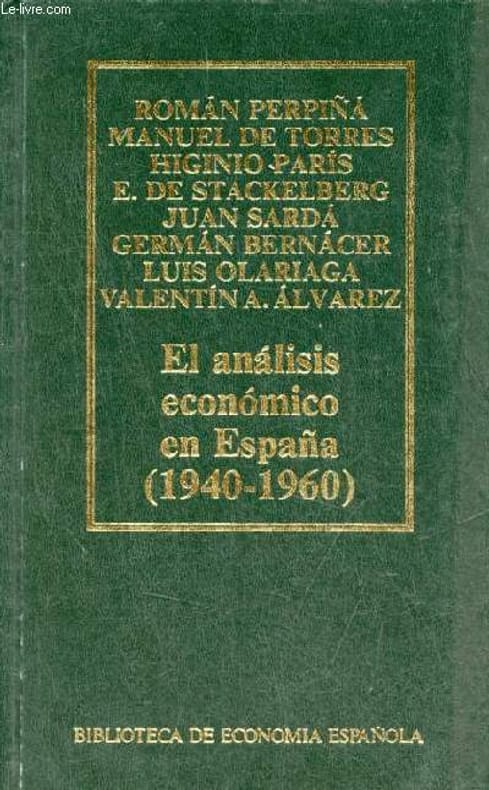 Le-livre.com
ROMÁN PERPIÑÁ
MANUEL DE TORRES
HIGINIO PARÍS
E. DE STACKELBERG
JUAN SARDÁ
GERMÁN BERNÁCER
LUIS OLARIAGA
VALENTÍN A. ÁLVAREZ
El análisis
económico
en España
(1940-1960)
BIBLIOTECA DE ECONOMIA ESPAÑOLA